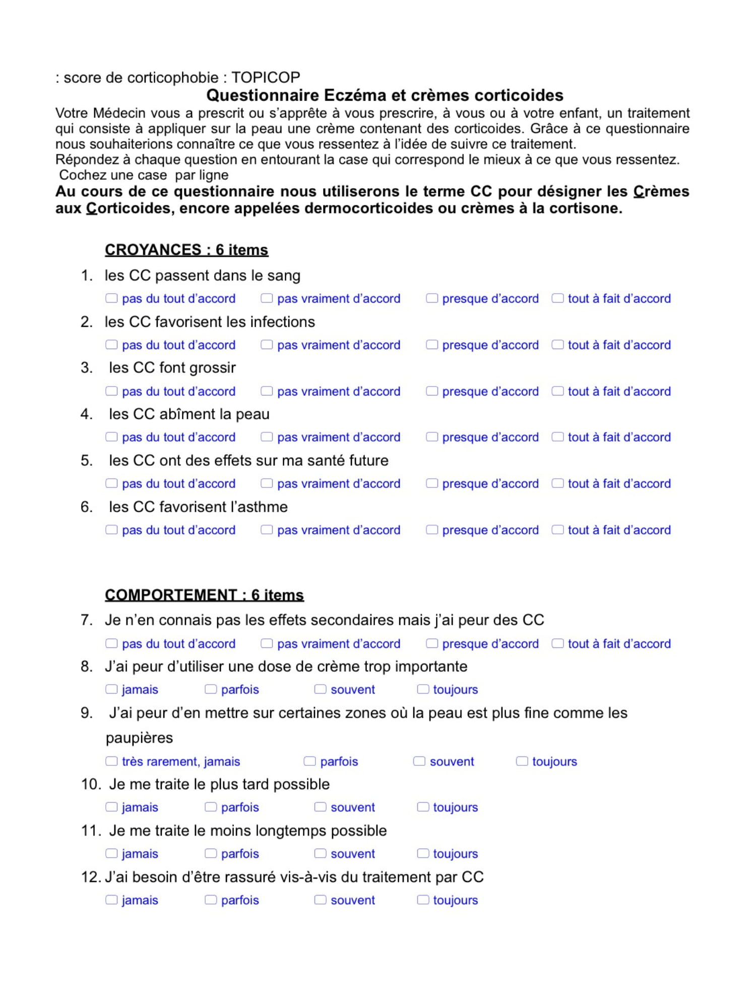 : score de corticophobie : TOPICOP
Questionnaire Eczéma et crèmes corticoides
Votre Médecin vous a prescrit ou s’apprête à vous prescrire, à vous ou à votre enfant, un traitement
qui consiste à appliquer sur la peau une crème contenant des corticoides. Grâce à ce questionnaire
nous souhaiterions connaître ce que vous ressentez à l’idée de suivre ce traitement.
Répondez à chaque question en entourant la case qui correspond le mieux à ce que vous ressentez.
Cochez une case par ligne
Au cours de ce questionnaire nous utiliserons le terme CC pour désigner les Crèmes
aux Corticoides, encore appelées dermocorticoides ou crèmes à la cortisone.
CROYANCES : 6 items
1. les CC passent dans le sang
pas du tout d’accord pas vraiment d’accord presque d’accord tout à fait d’accord
2. les CC favorisent les infections
pas du tout d’accord pas vraiment d’accord presque d’accord tout à fait d’accord
3. les CC font grossir
pas du tout d’accord pas vraiment d’accord presque d’accord tout à fait d’accord
4. les CC abîment la peau
pas du tout d’accord pas vraiment d’accord presque d’accord tout à fait d’accord
5. les CC ont des effets sur ma santé future
pas du tout d’accord pas vraiment d’accord presque d’accord tout à fait d’accord
6. les CC favorisent l’asthme
pas du tout d’accord pas vraiment d’accord presque d’accord tout à fait d’accord
COMPORTEMENT : 6 items
7. Je n’en connais pas les effets secondaires mais j’ai peur des CC
pas du tout d’accord pas vraiment d’accord presque d’accord tout à fait d’accord
8. J’ai peur d’utiliser une dose de crème trop importante
jamais parfois souvent toujours
9. J’ai peur d’en mettre sur certaines zones où la peau est plus fine comme les
paupières
très rarement, jamais parfois souvent toujours
10. Je me traite le plus tard possible
jamais parfois souvent toujours
11. Je me traite le moins longtemps possible
jamais parfois souvent toujours
12. J’ai besoin d’être rassuré vis-à-vis du traitement par CC
jamais parfois souvent toujours